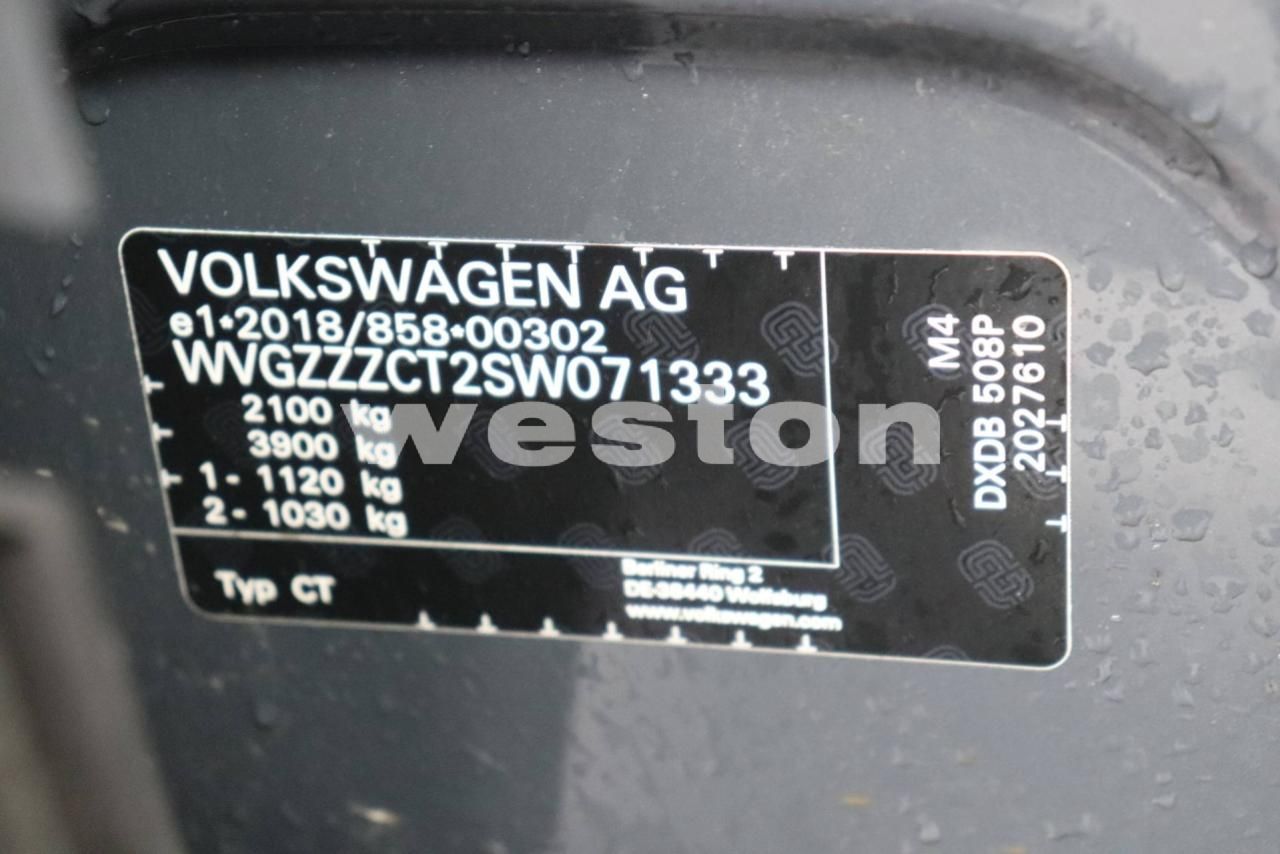 VOLKSWAGEN AG
e1*2018/858*00302
WVGZZZCT2SW071333
2100 kg
3900 kg
1- 1120 kg
2- 1030 kg
Typ CT
Berliner Ring 2
DE-38440 Wolfsburg
www.volkswagen.com
M4
DXDB 508P
2027610
weston